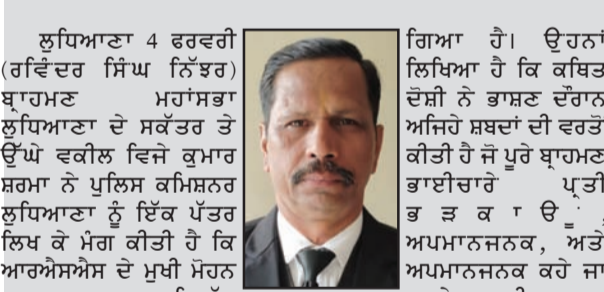 ਲੁਧਿਆਣਾ 4 ਫਰਵਰੀ
(ਰਵਿੰਦਰ ਸਿੰਘ ਨਿੱਝਰ)
ਬ੍ਰਾਹਮਣ ਮਹਾਂਸਭਾ
ਲੁਧਿਆਣਾ ਦੇ ਸਕੱਤਰ ਤੇ
ਉੱਘੇ ਵਕੀਲ ਵਿਜੇ ਕੁਮਾਰ
ਸ਼ਰਮਾ ਨੇ ਪੁਲਿਸ ਕਮਿਸ਼ਨਰ
ਲੁਧਿਆਣਾ ਨੂੰ ਇੱਕ ਪੱਤਰ
ਲਿਖ ਕੇ ਮੰਗ ਕੀਤੀ ਹੈ ਕਿ
ਆਰਐਸਐਸ ਦੇ ਮੁਖੀ ਮੋਹਨ
ਗਿਆ ਹੈ। ਉਹਨਾਂ
ਲਿਖਿਆ ਹੈ ਕਿ ਕਥਿਤ
ਦੋਸ਼ੀ ਨੇ ਭਾਸ਼ਣ ਦੌਰਾਨ
ਅਜਿਹੇ ਸ਼ਬਦਾਂ ਦੀ ਵਰਤੋਂ
ਕੀਤੀ ਹੈ ਜੋ ਪੂਰੇ ਬ੍ਰਾਹਮਣ
ਭਾਈਚਾਰੇ ਪ੍ਰਤੀ
ਭੜਕਾਊ,
ਅਪਮਾਨਜਨਕ, ਅਤੇ
ਅਪਮਾਨਜਨਕ ਕਹੇ ਜਾ